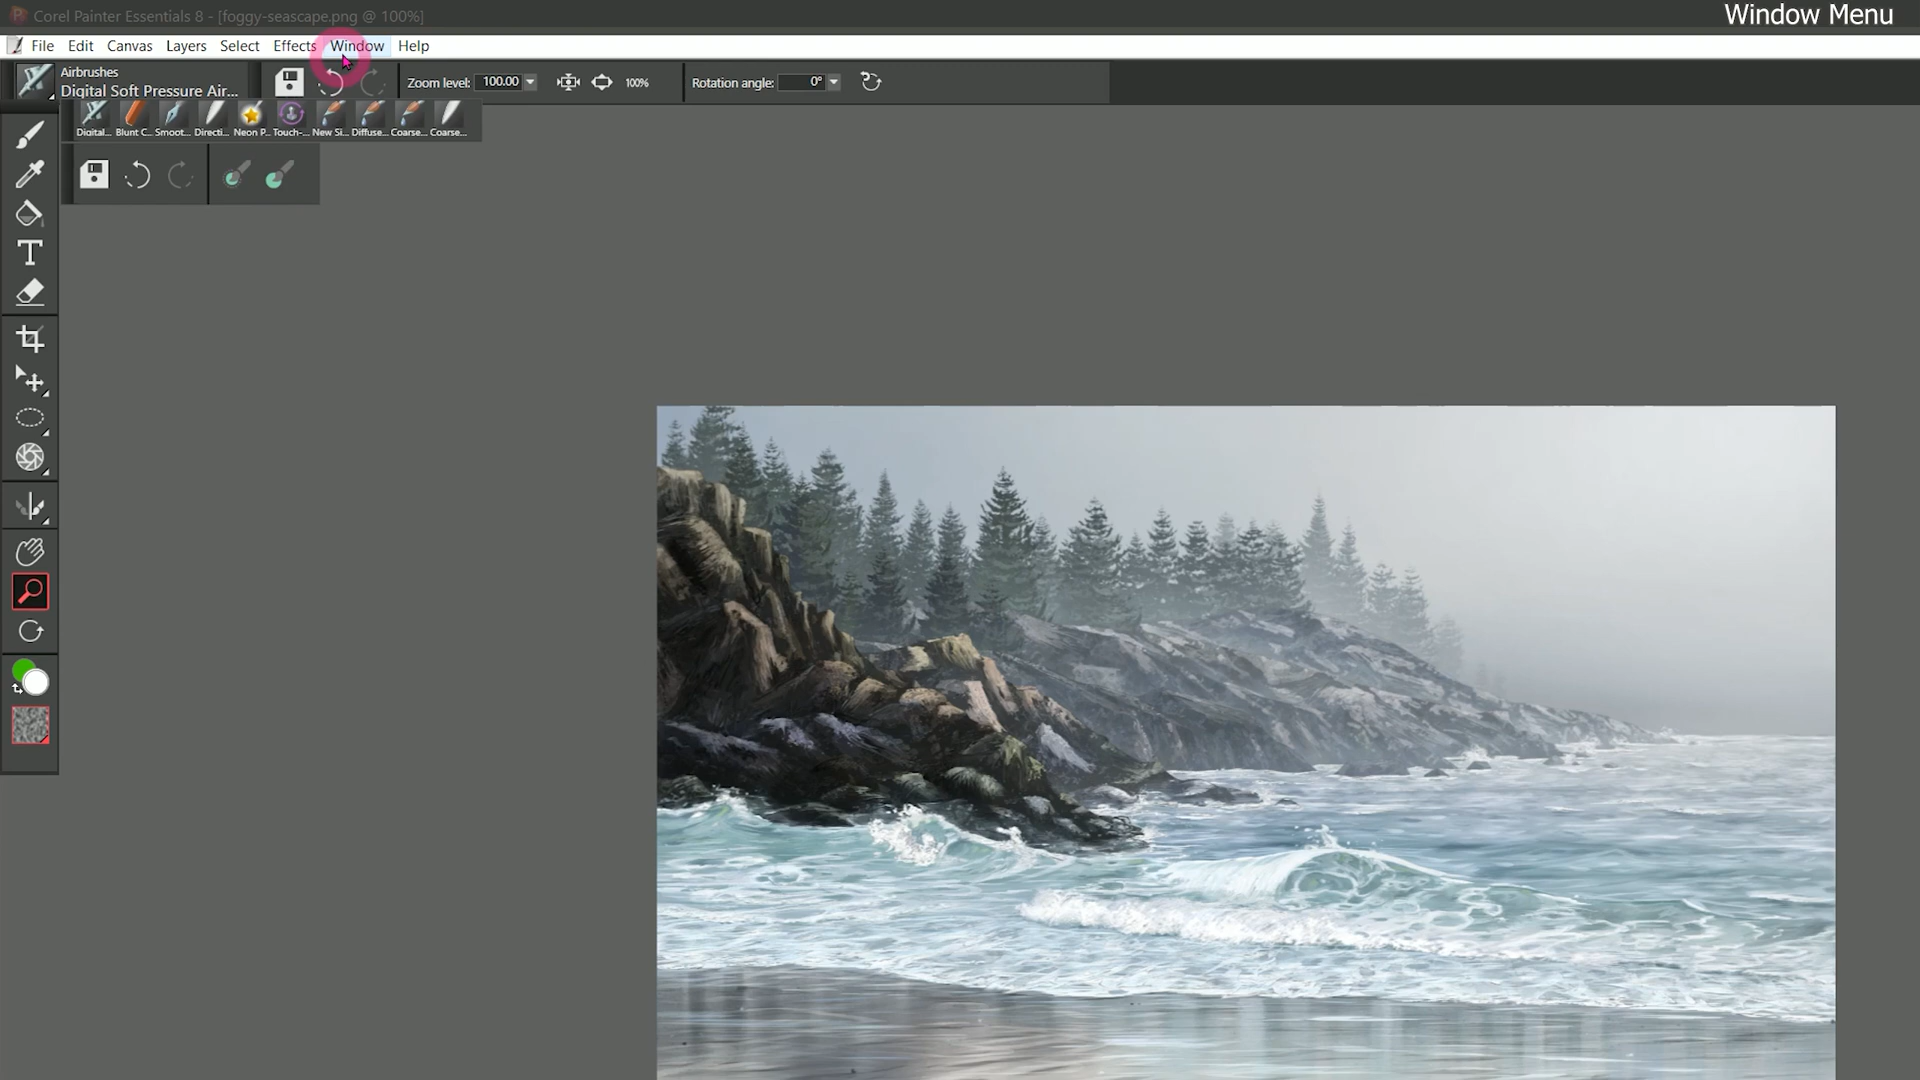 Corel Painter Essentials 8 - [foggy-seascape.png @ 100%]
Window Menu
File Edit Canvas Layers Select Effects Window Help
Airbrushes
Digital Soft Pressure Air...
Zoom level: 100.00 100% Rotation angle: 0°
Digital... Blunt C... Smoot... Directi... Neon P... Touch-... New Si... Diffuse... Coarse... Coarse...